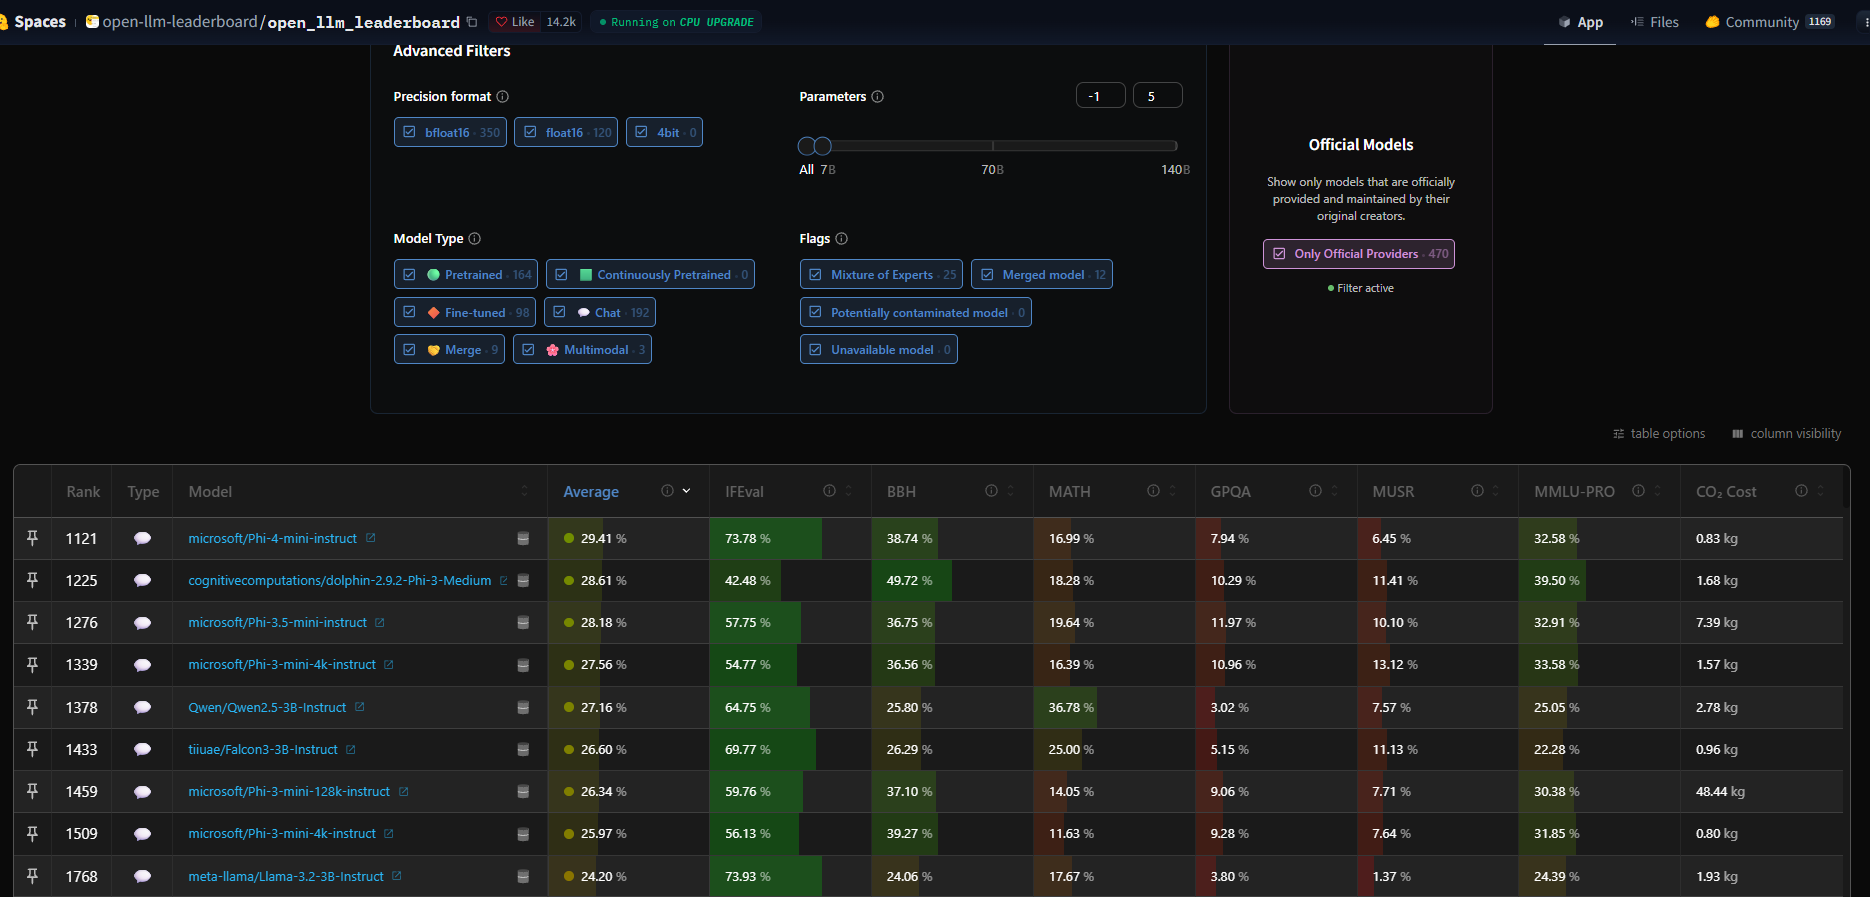 Spaces open-llm-leaderboard/open_llm_leaderboard Like 14.2k Running on CPU UPGRADE App Files Community 1169
Advanced Filters
Precision format
bfloat16 · 350 float16 · 120 4bit · 0
Parameters -1 5
All 7B 70B 140B
Model Type
Pretrained · 164 Continuously Pretrained · 0
Fine-tuned · 98 Chat · 192
Merge · 9 Multimodal · 3
Flags
Mixture of Experts · 25 Merged model · 12
Potentially contaminated model · 0
Unavailable model · 0
Official Models
Show only models that are officially
provided and maintained by their
original creators.
Only Official Providers · 470
Filter active
table options column visibility
Rank Type Model Average IFEval BBH MATH GPQA MUSR MMLU-PRO CO₂ Cost
1121 microsoft/Phi-4-mini-instruct 29.41 % 73.78 % 38.74 % 16.99 % 7.94 % 6.45 % 32.58 % 0.83 kg
1225 cognitivecomputations/dolphin-2.9.2-Phi-3-Medium 28.61 % 42.48 % 49.72 % 18.28 % 10.29 % 11.41 % 39.50 % 1.68 kg
1276 microsoft/Phi-3.5-mini-instruct 28.18 % 57.75 % 36.75 % 19.64 % 11.97 % 10.10 % 32.91 % 7.39 kg
1339 microsoft/Phi-3-mini-4k-instruct 27.56 % 54.77 % 36.56 % 16.39 % 10.96 % 13.12 % 33.58 % 1.57 kg
1378 Qwen/Qwen2.5-3B-Instruct 27.16 % 64.75 % 25.80 % 36.78 % 3.02 % 7.57 % 25.05 % 2.78 kg
1433 tiiuae/Falcon3-3B-Instruct 26.60 % 69.77 % 26.29 % 25.00 % 5.15 % 11.13 % 22.28 % 0.96 kg
1459 microsoft/Phi-3-mini-128k-instruct 26.34 % 59.76 % 37.10 % 14.05 % 9.06 % 7.71 % 30.38 % 48.44 kg
1509 microsoft/Phi-3-mini-4k-instruct 25.97 % 56.13 % 39.27 % 11.63 % 9.28 % 7.64 % 31.85 % 0.80 kg
1768 meta-llama/Llama-3.2-3B-Instruct 24.20 % 73.93 % 24.06 % 17.67 % 3.80 % 1.37 % 24.39 % 1.93 kg